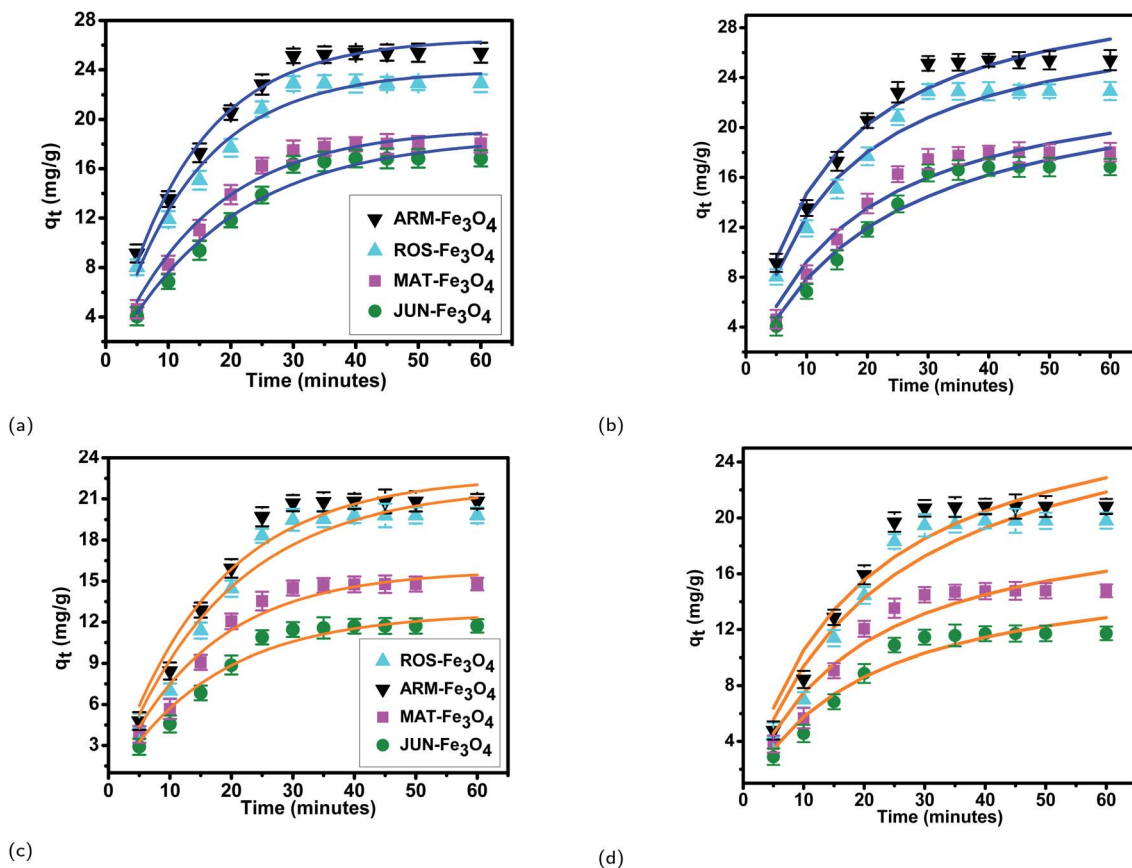 28
24
20
16
12
8
4
qt (mg/g)
ARM-Fe3O4
ROS-Fe3O4
MAT-Fe3O4
JUN-Fe3O4
0 10 20 30 40 50 60
Time (minutes)
(a)
28
24
20
16
12
8
4
qt (mg/g)
0 10 20 30 40 50 60
Time (minutes)
(b)
24
21
18
15
12
9
6
3
qt (mg/g)
ROS-Fe3O4
ARM-Fe3O4
MAT-Fe3O4
JUN-Fe3O4
0 10 20 30 40 50 60
Time (minutes)
(c)
24
20
16
12
8
4
qt (mg/g)
0 10 20 30 40 50 60
Time (minutes)
(d)